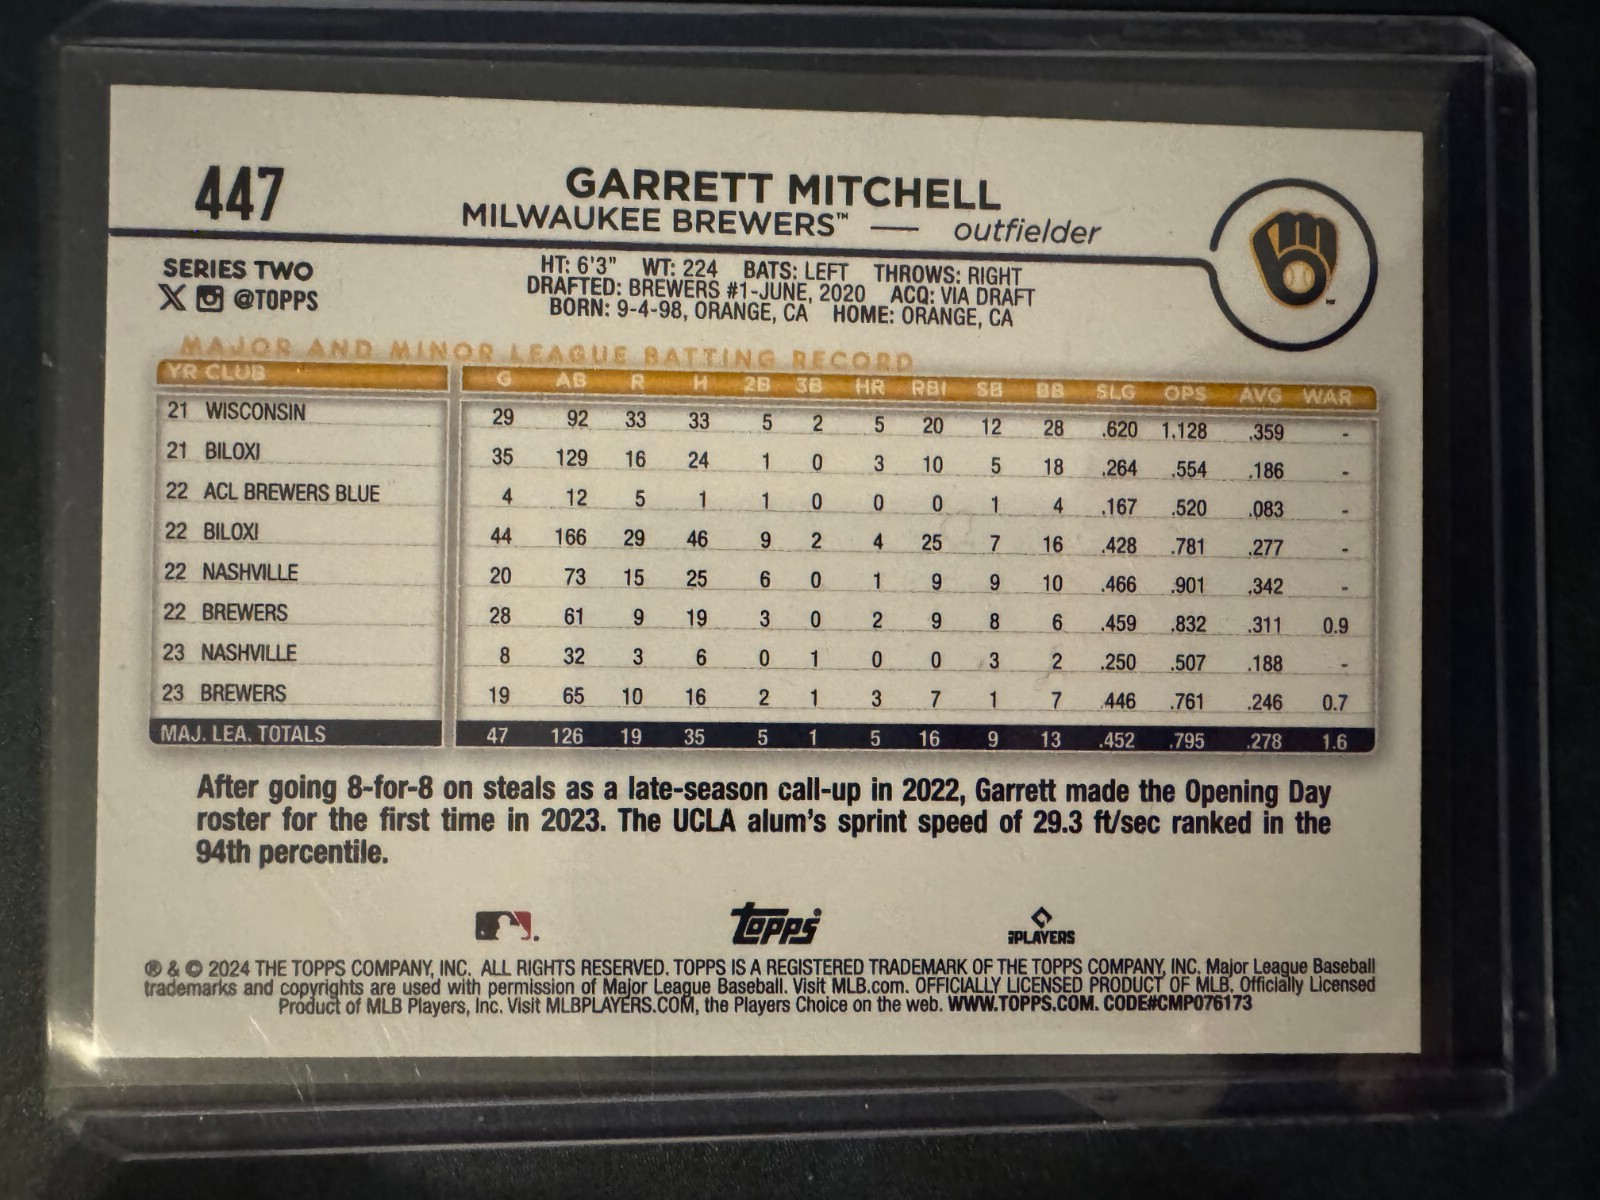 447
GARRETT MITCHELL
MILWAUKEE BREWERS™ — outfielder
SERIES TWO
@TOPPS
HT: 6'3" WT: 224 BATS: LEFT THROWS: RIGHT
DRAFTED: BREWERS #1-JUNE, 2020 ACQ: VIA DRAFT
BORN: 9-4-98, ORANGE, CA HOME: ORANGE, CA
MAJOR AND MINOR LEAGUE BATTING RECORD
YR CLUB G AB R H 2B 3B HR RBI SB BB SLG OPS AVG WAR
21 WISCONSIN 29 92 33 33 5 2 5 20 12 28 .620 1.128 .359 -
21 BILOXI 35 129 16 24 1 0 3 10 5 18 .264 .554 .186 -
22 ACL BREWERS BLUE 4 12 5 1 1 0 0 0 1 4 .167 .520 .083 -
22 BILOXI 44 166 29 46 9 2 4 25 7 16 .428 .781 .277 -
22 NASHVILLE 20 73 15 25 6 0 1 9 9 10 .466 .901 .342 -
22 BREWERS 28 61 9 19 3 0 2 9 8 6 .459 .832 .311 0.9
23 NASHVILLE 8 32 3 6 0 1 0 0 3 2 .250 .507 .188 -
23 BREWERS 19 65 10 16 2 1 3 7 1 7 .446 .761 .246 0.7
MAJ. LEA. TOTALS 47 126 19 35 5 1 5 16 9 13 .452 .795 .278 1.6
After going 8-for-8 on steals as a late-season call-up in 2022, Garrett made the Opening Day
roster for the first time in 2023. The UCLA alum's sprint speed of 29.3 ft/sec ranked in the
94th percentile.
Topps
PLAYERS
® & © 2024 THE TOPPS COMPANY, INC. ALL RIGHTS RESERVED. TOPPS IS A REGISTERED TRADEMARK OF THE TOPPS COMPANY, INC. Major League Baseball
trademarks and copyrights are used with permission of Major League Baseball. Visit MLB.com. OFFICIALLY LICENSED PRODUCT OF MLB. Officially Licensed
Product of MLB Players, Inc. Visit MLBPLAYERS.COM, the Players Choice on the web. WWW.TOPPS.COM. CODE#CMP076173